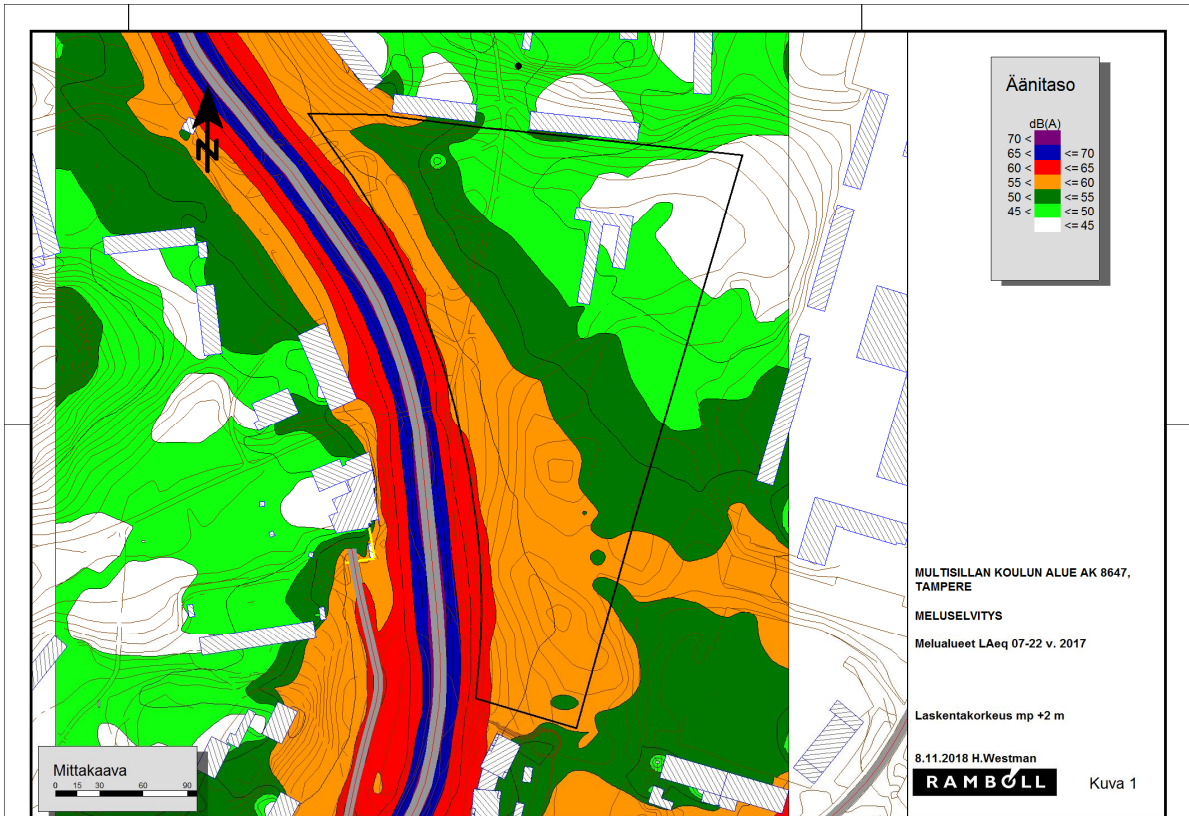 N
Äänitaso
dB(A)
70 <
65 < <= 70
60 < <= 65
55 < <= 60
50 < <= 55
45 < <= 50
<= 45
MULTISILLAN KOULUN ALUE AK 8647,
TAMPERE
MELUSELVITYS
Melualueet LAeq 07-22 v. 2017
Laskentakorkeus mp +2 m
8.11.2018 H.Westman
RAMBOLL
Kuva 1
Mittakaava
0 15 30 60 90